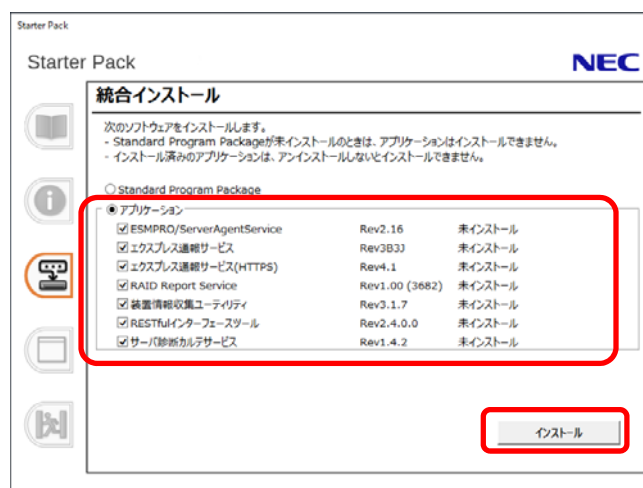 Starter Pack
Starter Pack NEC
統合インストール
次のソフトウェアをインストールします。
- Standard Program Packageが未インストールのときは、アプリケーションはインストールできません。
- インストール済みのアプリケーションは、アンインストールしないとインストールできません。
Standard Program Package
アプリケーション
ESMPRO/ServerAgentService Rev2.16 未インストール
エクスプレス通報サービス Rev3B3J 未インストール
エクスプレス通報サービス(HTTPS) Rev4.1 未インストール
RAID Report Service Rev1.00 (3682) 未インストール
装置情報収集ユーティリティ Rev3.1.7 未インストール
RESTfulインターフェースツール Rev2.4.0.0 未インストール
サーバ診断カルテサービス Rev1.4.2 未インストール
インストール